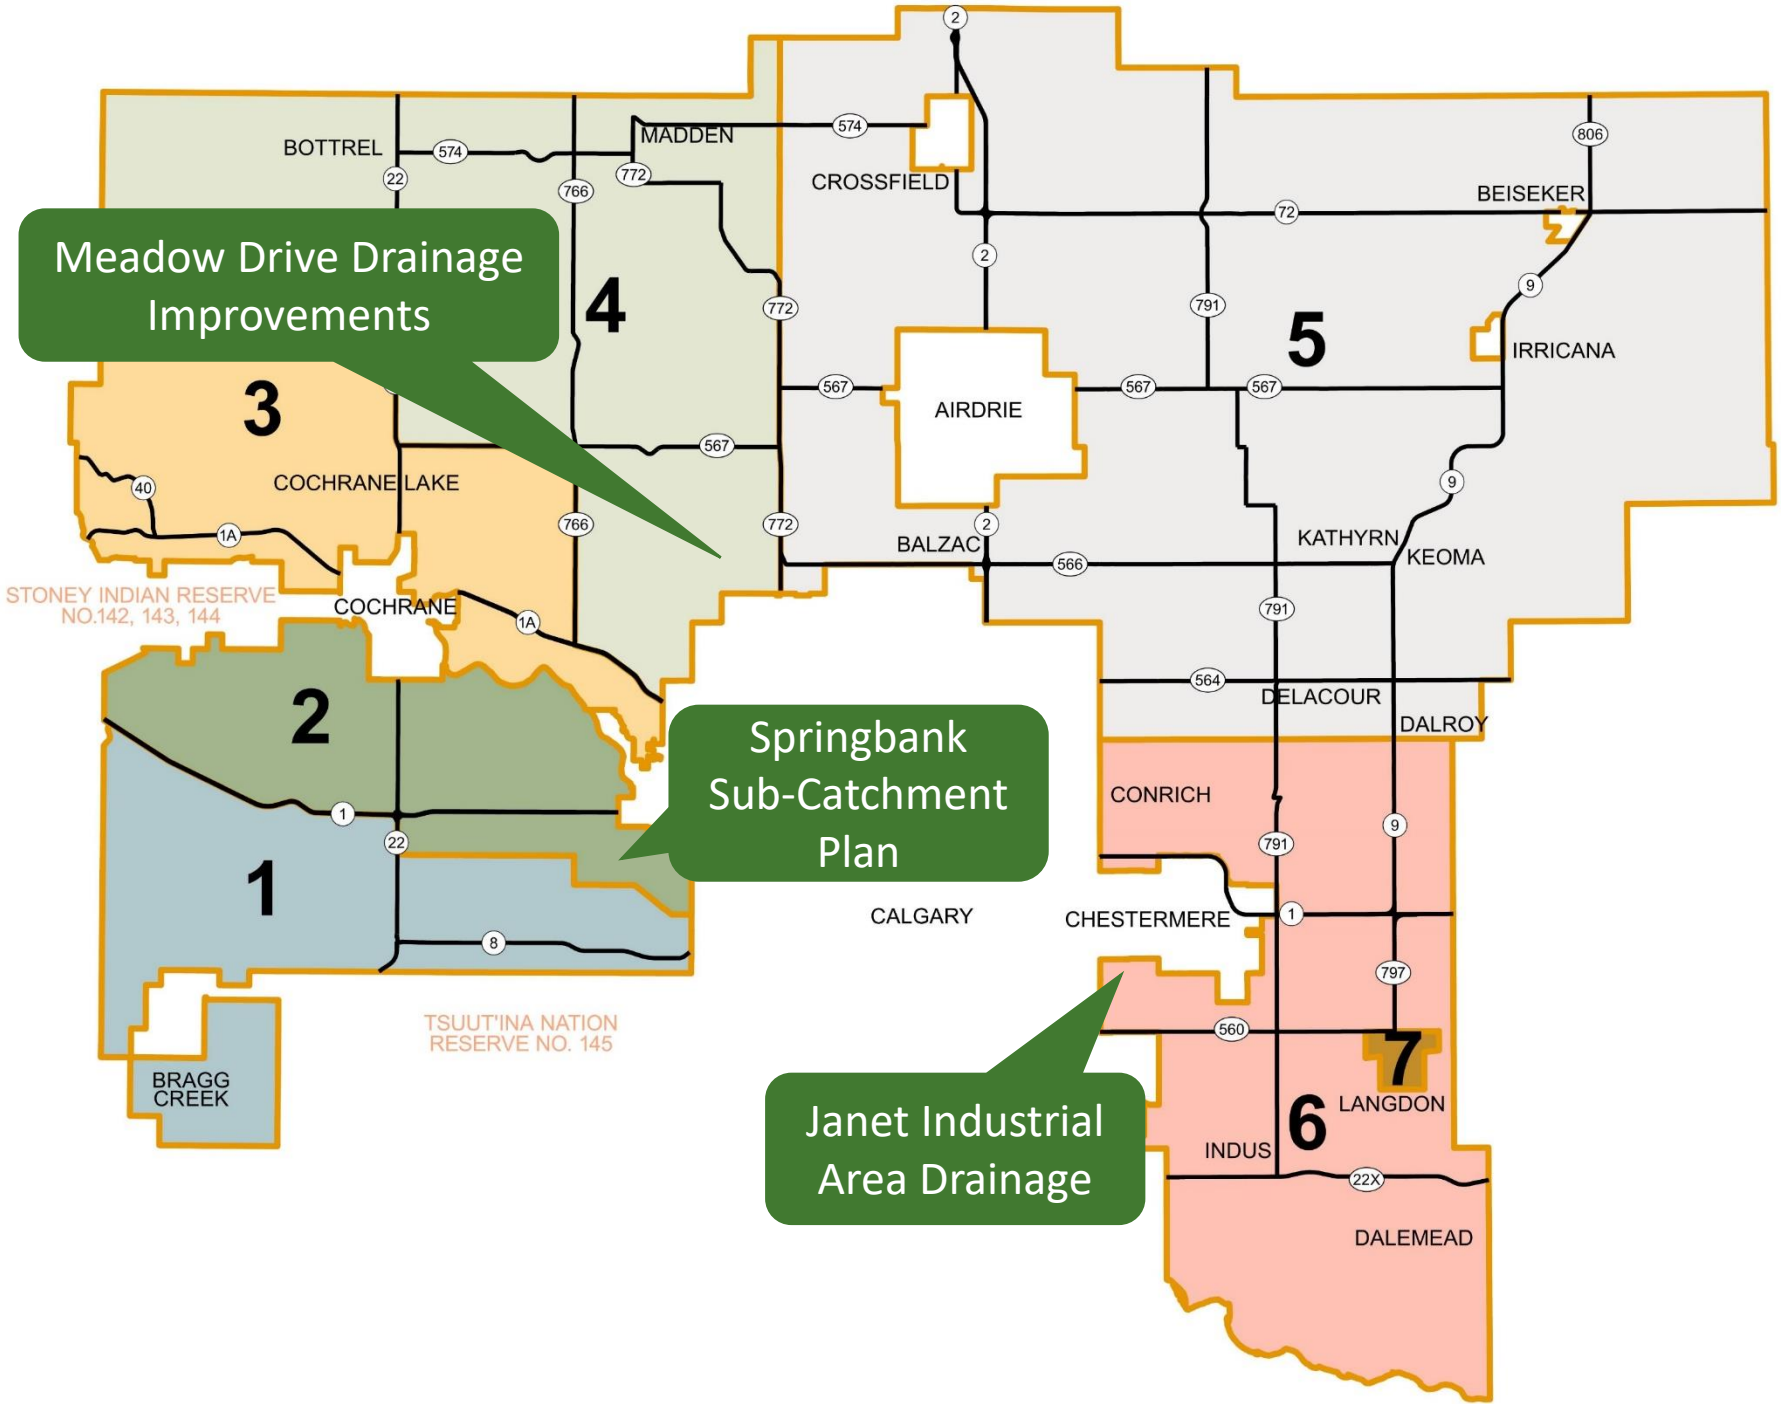 2
574
806
MADDEN
BOTTREL
574
772
22
766
CROSSFIELD
BEISEKER
72
Meadow Drive Drainage
Improvements
2
9
4
772
791
5
IRRICANA
3
567
567
567
AIRDRIE
567
COCHRANE LAKE
40
9
1A
766
772
2
BALZAC
KATHYRN
KEOMA
566
STONEY INDIAN RESERVE
NO.142, 143, 144
COCHRANE
1A
791
564
DELACOUR
DALROY
2
Springbank
Sub-Catchment
Plan
CONRICH
1
22
9
791
1
CALGARY
CHESTERMERE
1
8
797
TSUUT'INA NATION
RESERVE NO. 145
560
7
BRAGG
CREEK
LANGDON
Janet Industrial
Area Drainage
6
INDUS
22X
DALEMEAD